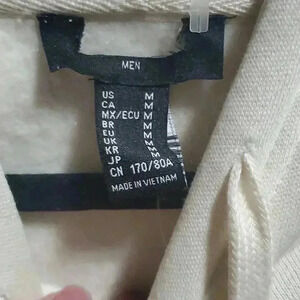 MEN
US M
CA M
MX/ECU M
BR M
EU M
UK M
KR M
JP M
CN 170/80A
MADE IN VIETNAM